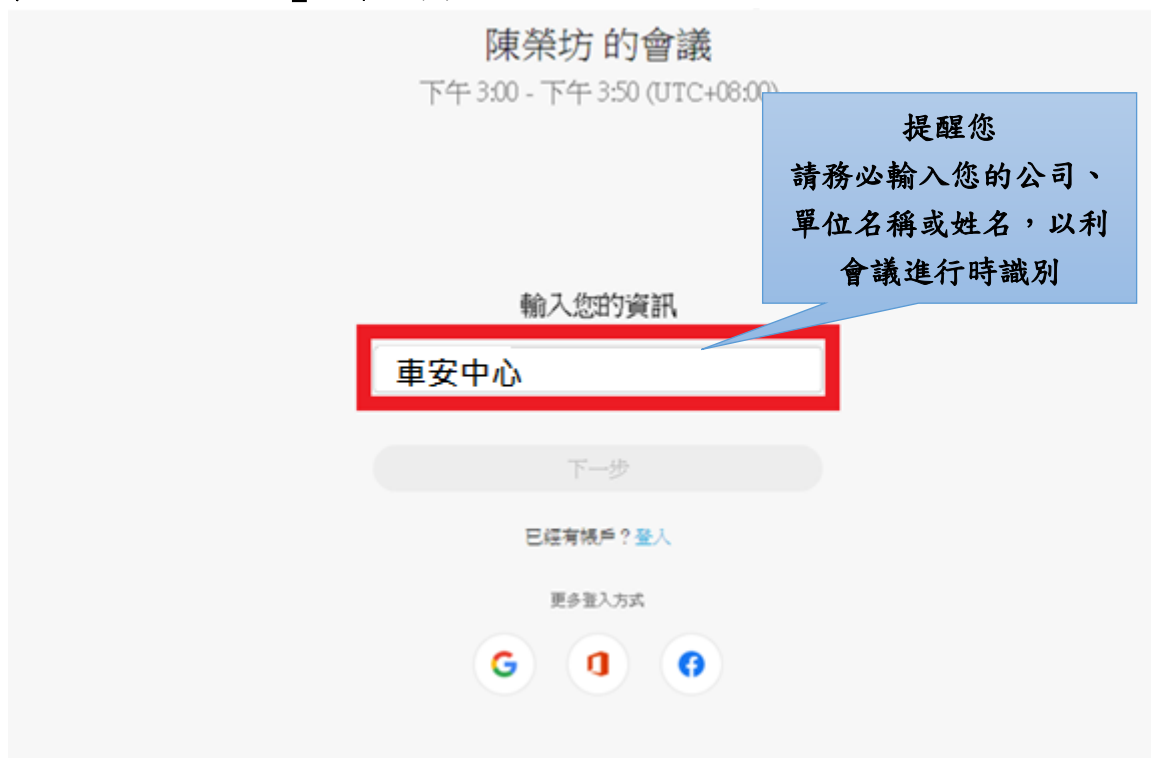 陳榮坊 的會議
下午 3:00 - 下午 3:50 (UTC+08:00)
提醒您
請務必輸入您的公司、
單位名稱或姓名，以利
會議進行時識別
輸入您的資訊
車安中心
下一步
已經有帳戶？登入
更多登入方式